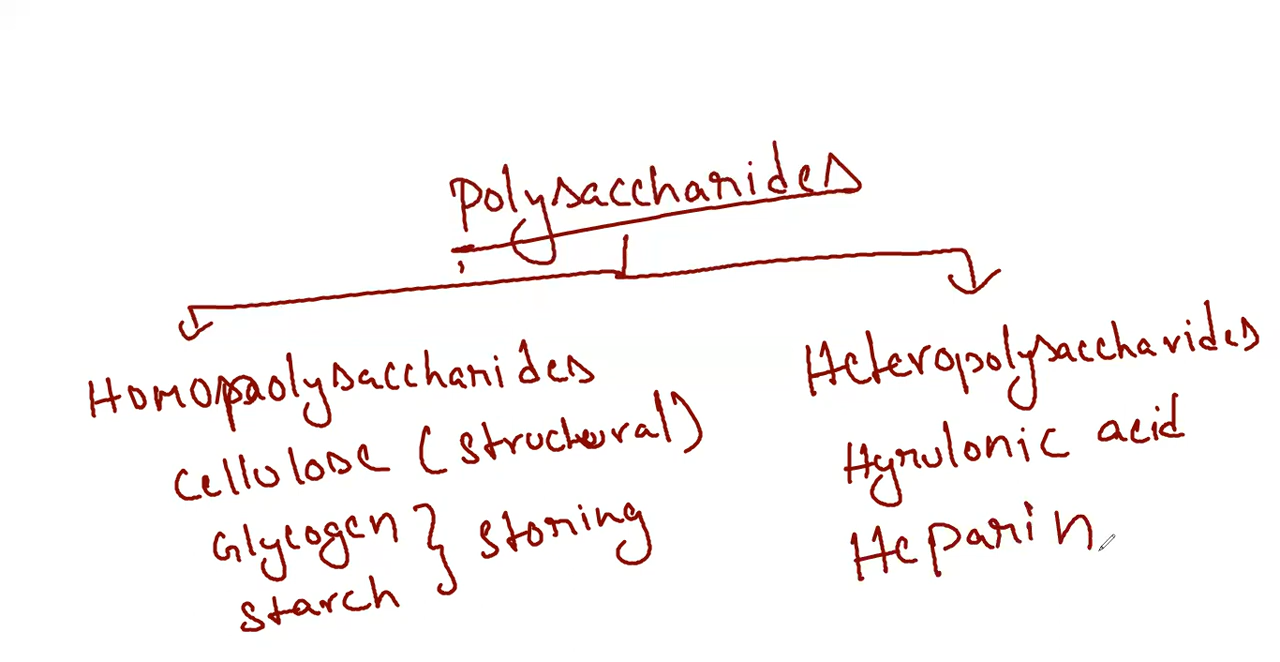 Polysaccharides
Homopolysaccharides
Cellulose (structural)
Glycogen } storing
starch
Heteropolysaccharides
Hyrulonic acid
Heparin